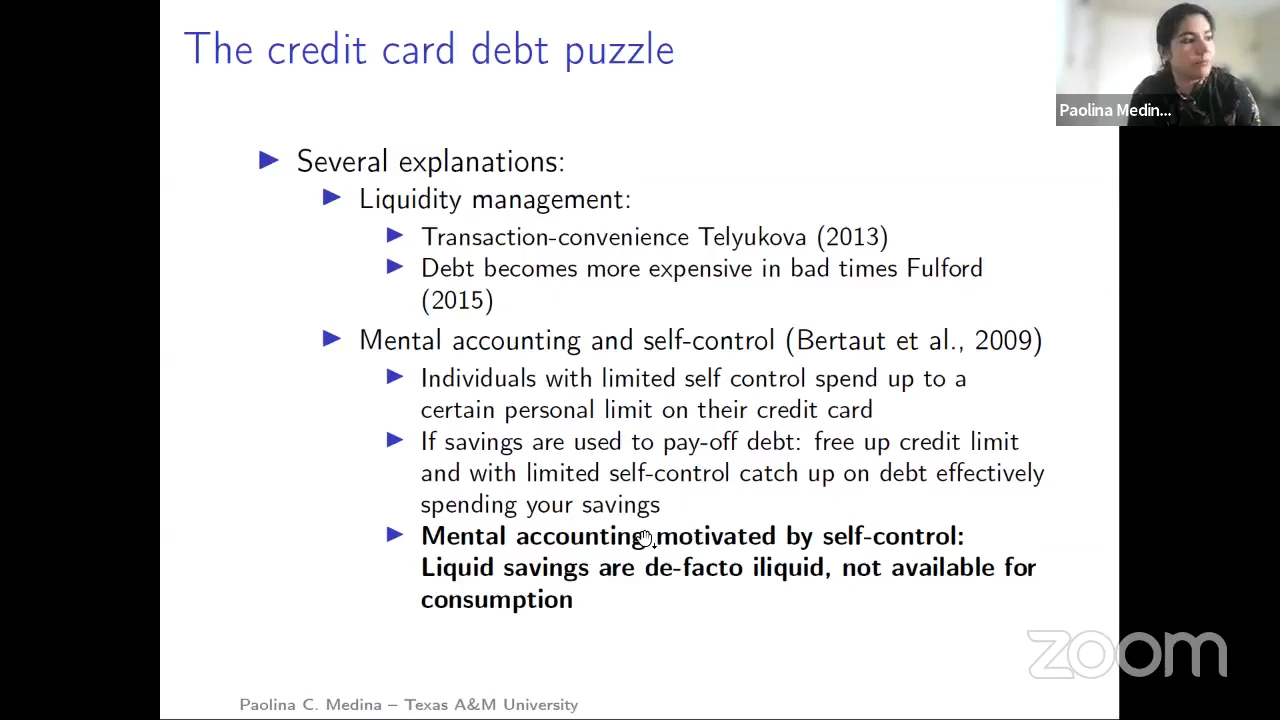 The credit card debt puzzle
Paolina Medin...
Several explanations:
Liquidity management:
Transaction-convenience Telyukova (2013)
Debt becomes more expensive in bad times Fulford
(2015)
Mental accounting and self-control (Bertaut et al., 2009)
Individuals with limited self control spend up to a
certain personal limit on their credit card
If savings are used to pay-off debt: free up credit limit
and with limited self-control catch up on debt effectively
spending your savings
Mental accounting motivated by self-control:
Liquid savings are de-facto iliquid, not available for
consumption
zoom
Paolina C. Medina – Texas A&M University